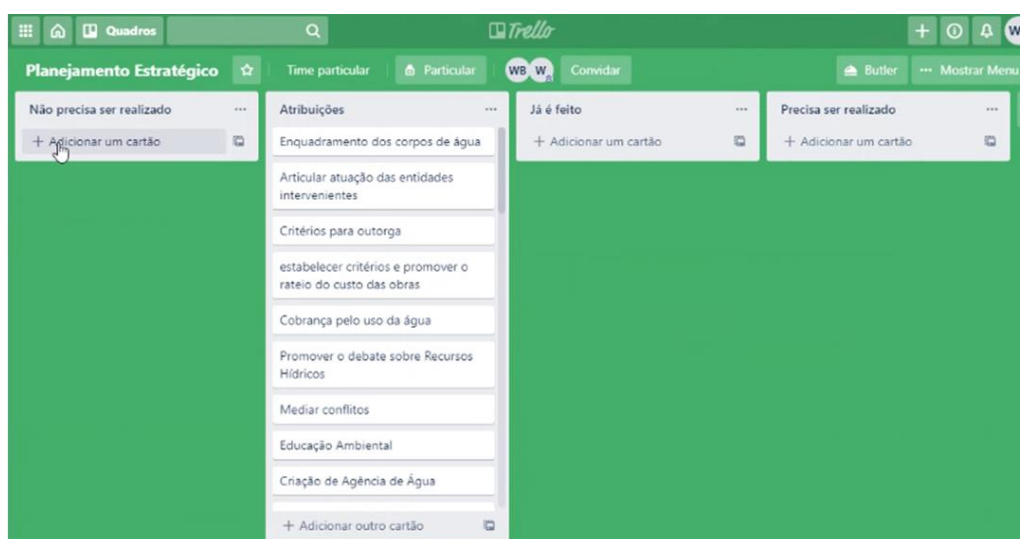 Quadros
Trello
W
Planejamento Estratégico
Time particular
Particular
WB W
Convidar
Butler
Mostrar Menu
Não precisa ser realizado
+ Adicionar um cartão
Atribuições
Enquadramento dos corpos de água
Articular atuação das entidades
intervenientes
Critérios para outorga
estabelecer critérios e promover o
rateio do custo das obras
Cobrança pelo uso da água
Promover o debate sobre Recursos
Hídricos
Mediar conflitos
Educação Ambiental
Criação de Agência de Água
+ Adicionar outro cartão
Já é feito
+ Adicionar um cartão
Precisa ser realizado
+ Adicionar um cartão